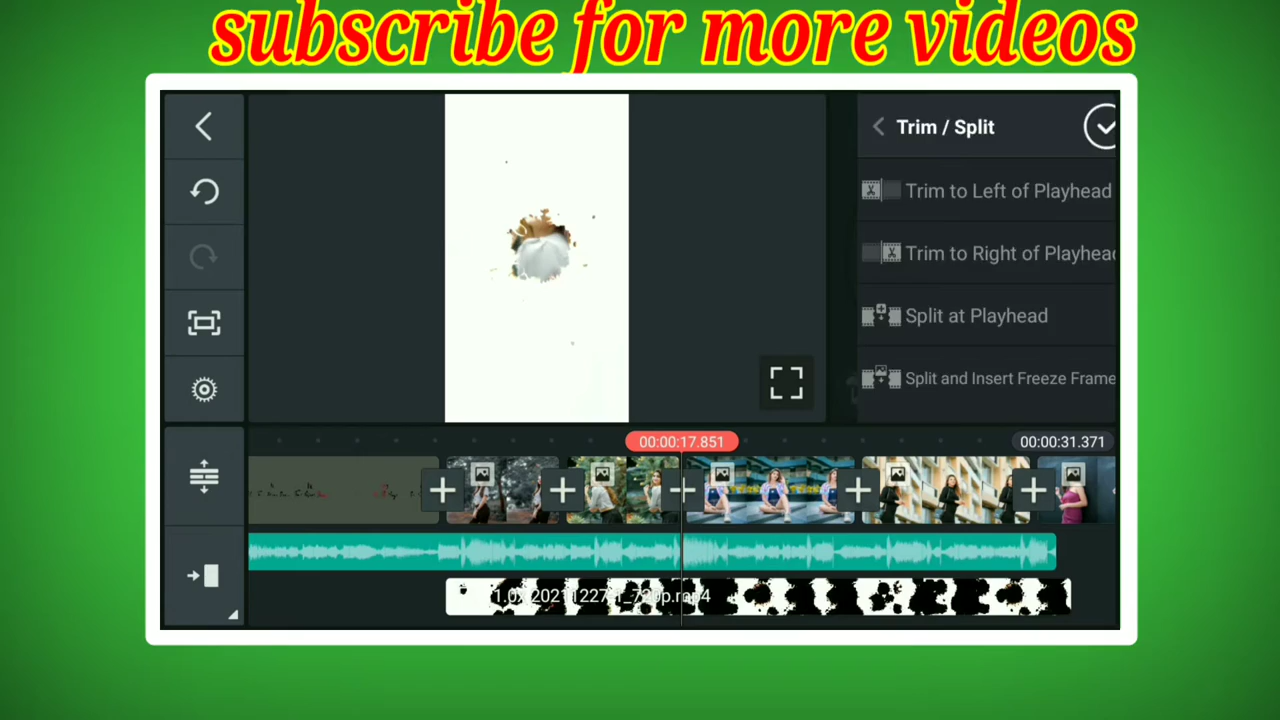 subscribe for more videos
Trim / Split
Trim to Left of Playhead
Trim to Right of Playhead
Split at Playhead
Split and Insert Freeze Frame
00:00:17.851
00:00:31.371